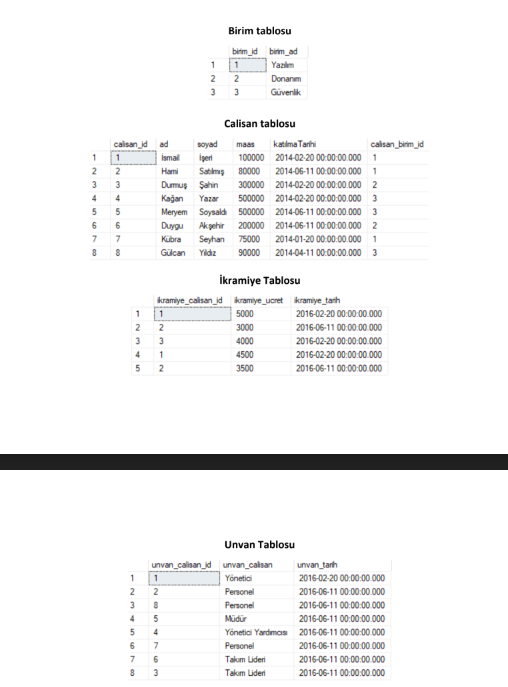 Birim tablosu
birim_id birim_ad
1 1 Yazılım
2 2 Donanım
3 3 Güvenlik
Calisan tablosu
calisan_id ad soyad maas katilmaTarihi calisan_birim_id
1 1 İsmail İşeri 100000 2014-02-20 00:00:00.000 1
2 2 Hami Satılmış 80000 2014-06-11 00:00:00.000 1
3 3 Durmuş Şahin 300000 2014-02-20 00:00:00.000 2
4 4 Kağan Yazar 500000 2014-02-20 00:00:00.000 3
5 5 Meryem Soysaldı 500000 2014-06-11 00:00:00.000 3
6 6 Duygu Akşehir 200000 2014-06-11 00:00:00.000 2
7 7 Kübra Seyhan 75000 2014-01-20 00:00:00.000 1
8 8 Gülcan Yıldız 90000 2014-04-11 00:00:00.000 3
İkramiye Tablosu
ikramiye_calisan_id ikramiye_ucret ikramiye_tarih
1 1 5000 2016-02-20 00:00:00.000
2 2 3000 2016-06-11 00:00:00.000
3 3 4000 2016-02-20 00:00:00.000
4 1 4500 2016-02-20 00:00:00.000
5 2 3500 2016-06-11 00:00:00.000
Unvan Tablosu
unvan_calisan_id unvan_calisan unvan_tarih
1 1 Yönetici 2016-02-20 00:00:00.000
2 2 Personel 2016-06-11 00:00:00.000
3 8 Personel 2016-06-11 00:00:00.000
4 5 Müdür 2016-06-11 00:00:00.000
5 4 Yönetici Yardımcısı 2016-06-11 00:00:00.000
6 7 Personel 2016-06-11 00:00:00.000
7 6 Takım Lideri 2016-06-11 00:00:00.000
8 3 Takım Lideri 2016-06-11 00:00:00.000